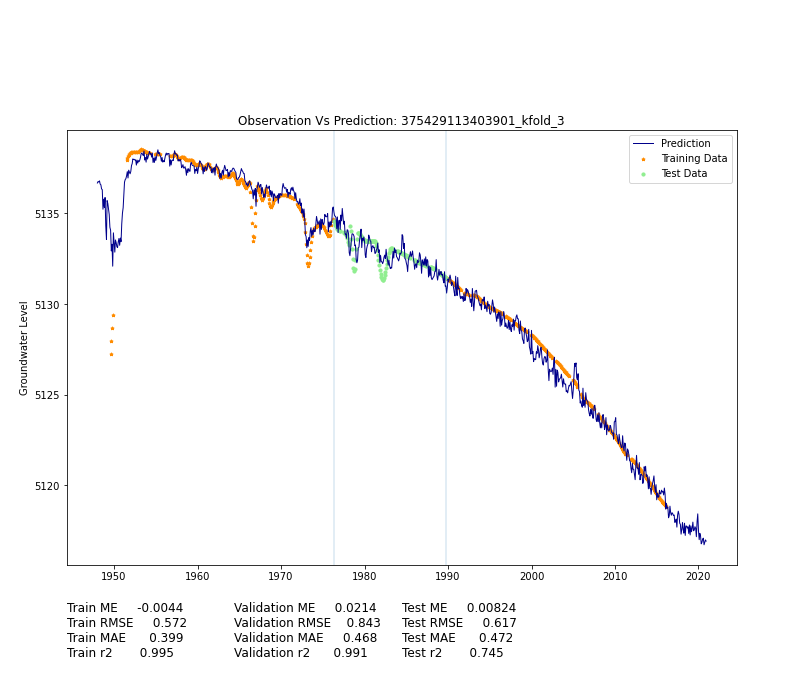 Observation Vs Prediction: 375429113403901_kfold_3
Prediction
Training Data
Test Data
5135
5130
5125
5120
Groundwater Level
1950 1960 1970 1980 1990 2000 2010 2020
Train ME -0.0044 Validation ME 0.0214 Test ME 0.00824
Train RMSE 0.572 Validation RMSE 0.843 Test RMSE 0.617
Train MAE 0.399 Validation MAE 0.468 Test MAE 0.472
Train r2 0.995 Validation r2 0.991 Test r2 0.745